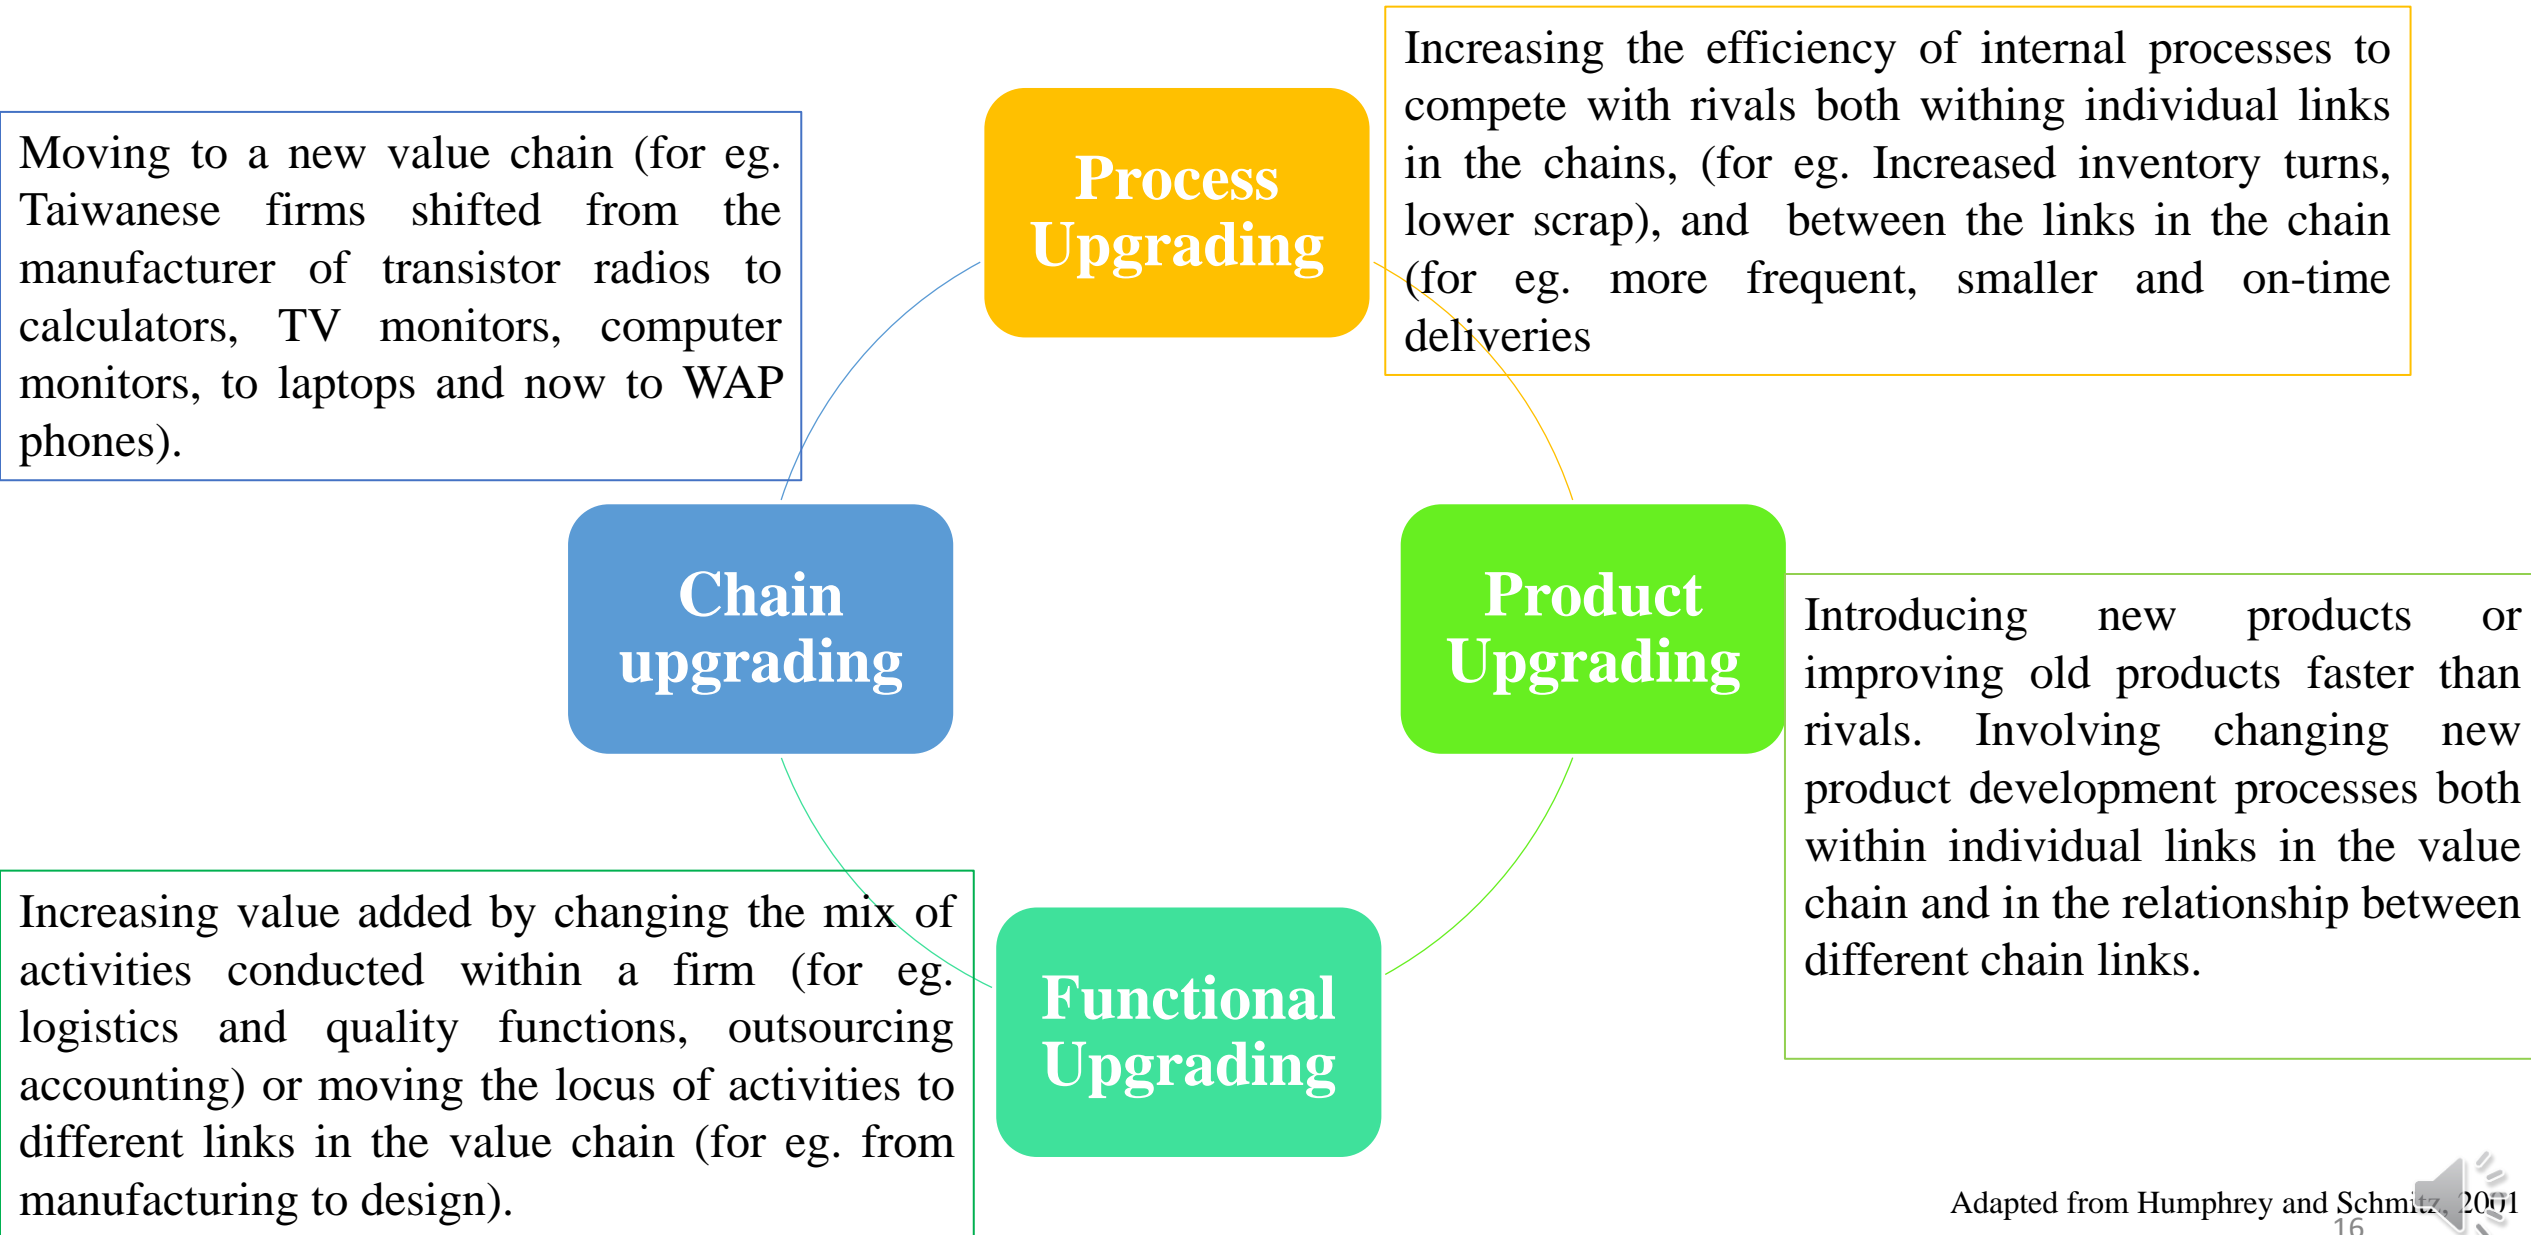 Process
Upgrading
Increasing the efficiency of internal processes to
compete with rivals both withing individual links
in the chains, (for eg. Increased inventory turns,
lower scrap), and between the links in the chain
(for eg. more frequent, smaller and on-time
deliveries
Moving to a new value chain (for eg.
Taiwanese firms shifted from the
manufacturer of transistor radios to
calculators, TV monitors, computer
monitors, to laptops and now to WAP
phones).
Chain
upgrading
Product
Upgrading
Introducing new products or
improving old products faster than
rivals. Involving changing new
product development processes both
within individual links in the value
chain and in the relationship between
different chain links.
Increasing value added by changing the mix of
activities conducted within a firm (for eg.
logistics and quality functions, outsourcing
accounting) or moving the locus of activities to
different links in the value chain (for eg. from
manufacturing to design).
Functional
Upgrading
Adapted from Humphrey and Schmitz, 2001
16